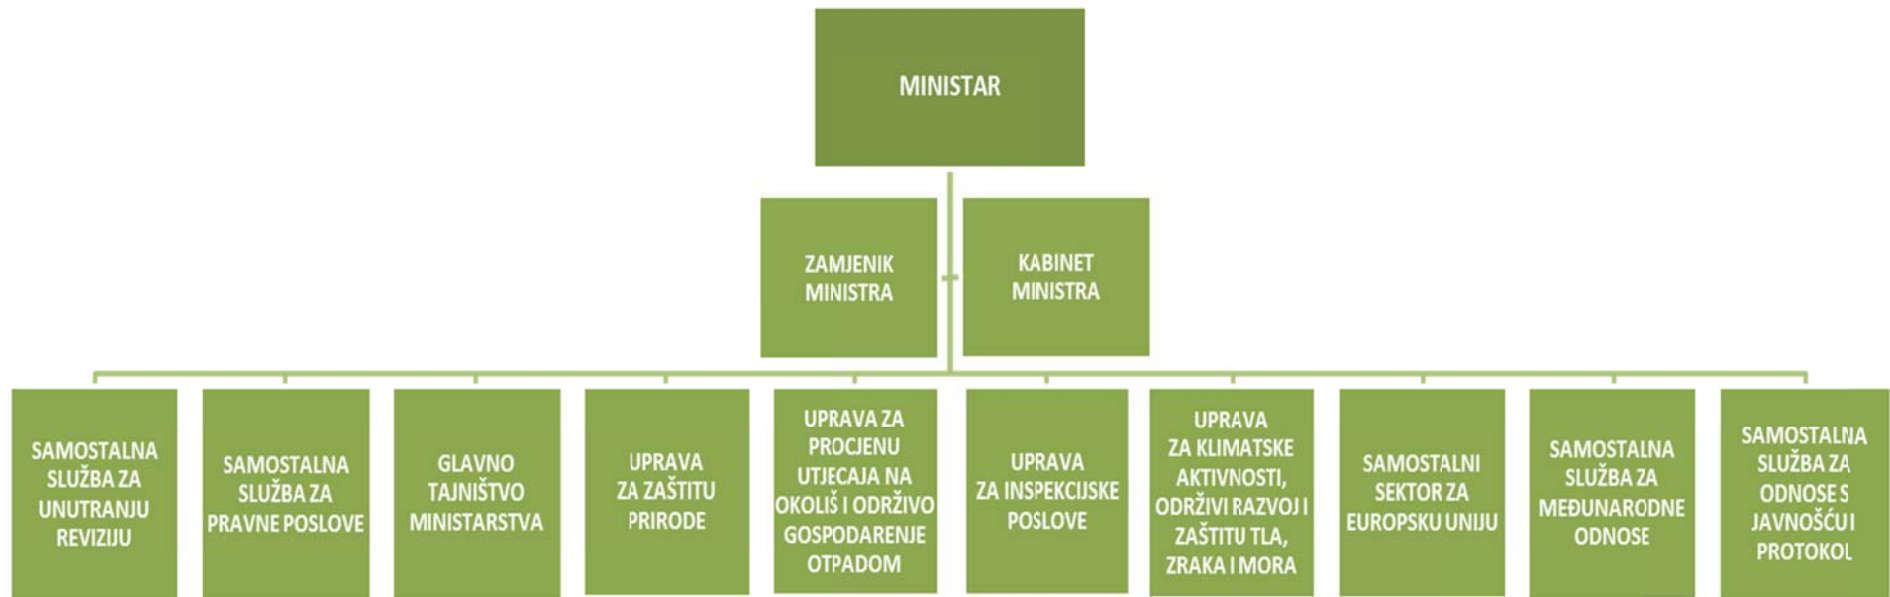 MINISTAR
ZAMJENIK
MINISTRA
KABINET
MINISTRA
SAMOSTALNA
SLUŽBA ZA
UNUTRANJU
REVIZIJU
SAMOSTALNA
SLUŽBA ZA
PRAVNE POSLOVE
GLAVNO
TAJNIŠTVO
MINISTARSTVA
UPRAVA
ZA ZAŠTITU
PRIRODE
UPRAVA ZA
PROCJENU
UTJECAJA NA
OKOLIŠ I ODRŽIVO
GOSPODARENJE
OTPADOM
UPRAVA
ZA INSPEKCIJSKE
POSLOVE
UPRAVA
ZA KLIMATSKE
AKTIVNOSTI,
ODRŽIVI RAZVOJ I
ZAŠTITU TLA,
ZRAKA I MORA
SAMOSTALNI
SEKTOR ZA
EUROPSKU UNIJU
SAMOSTALNA
SLUŽBA ZA
MEĐUNARODNE
ODNOSE
SAMOSTALNA
SLUŽBA ZA
ODNOSE S
JAVNOŠĆU I
PROTOKOL